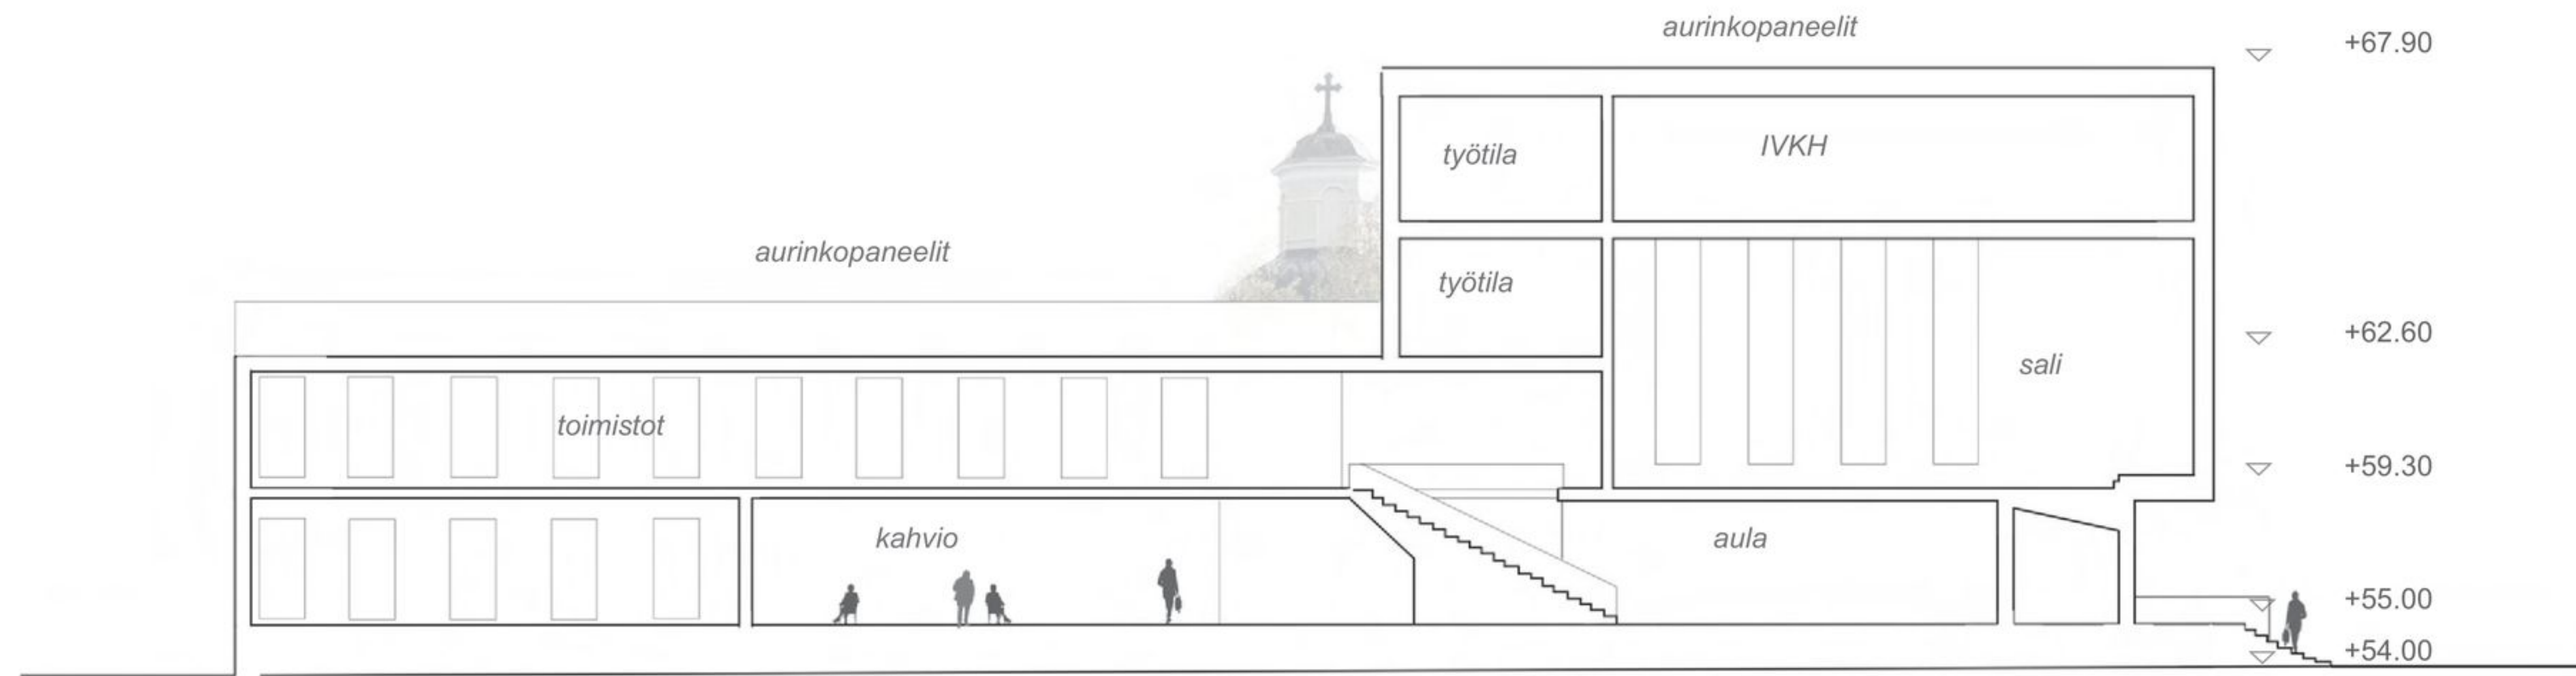 aurinkopaneelit
+67.90
työtila
IVKH
aurinkopaneelit
työtila
+62.60
sali
toimistot
+59.30
kahvio
aula
+55.00
+54.00